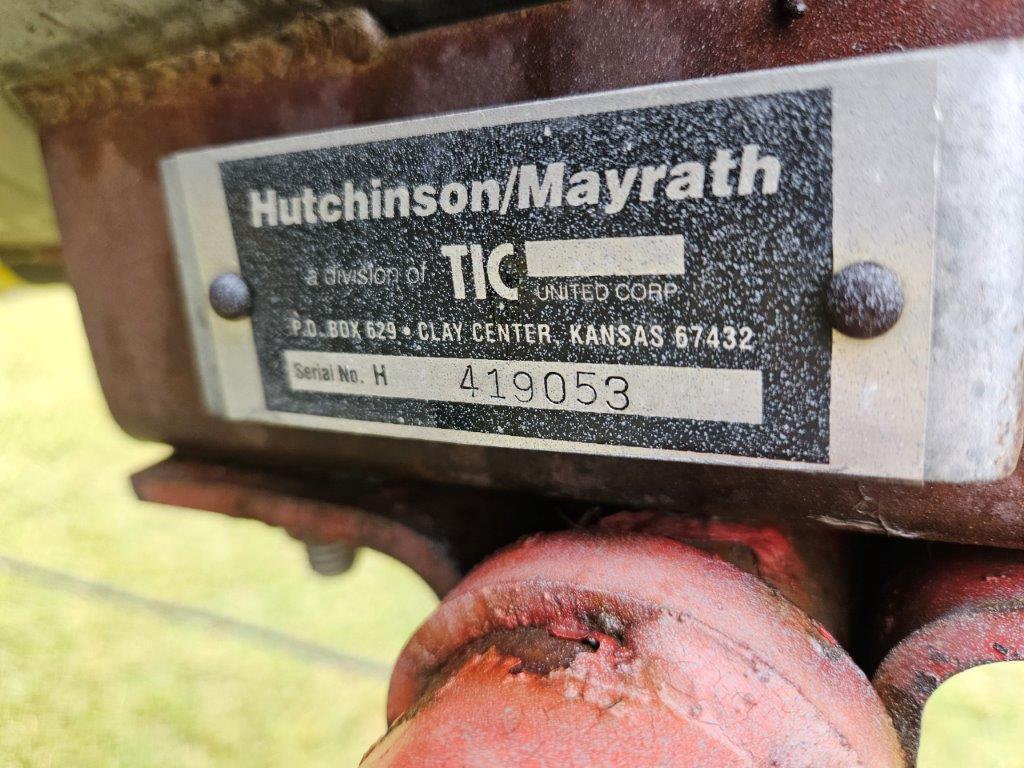 Hutchinson/Mayrath
a division of TIC
UNITED CORP.
P.O. BOX 629 • CLAY CENTER, KANSAS 67432
Serial No. H 419053